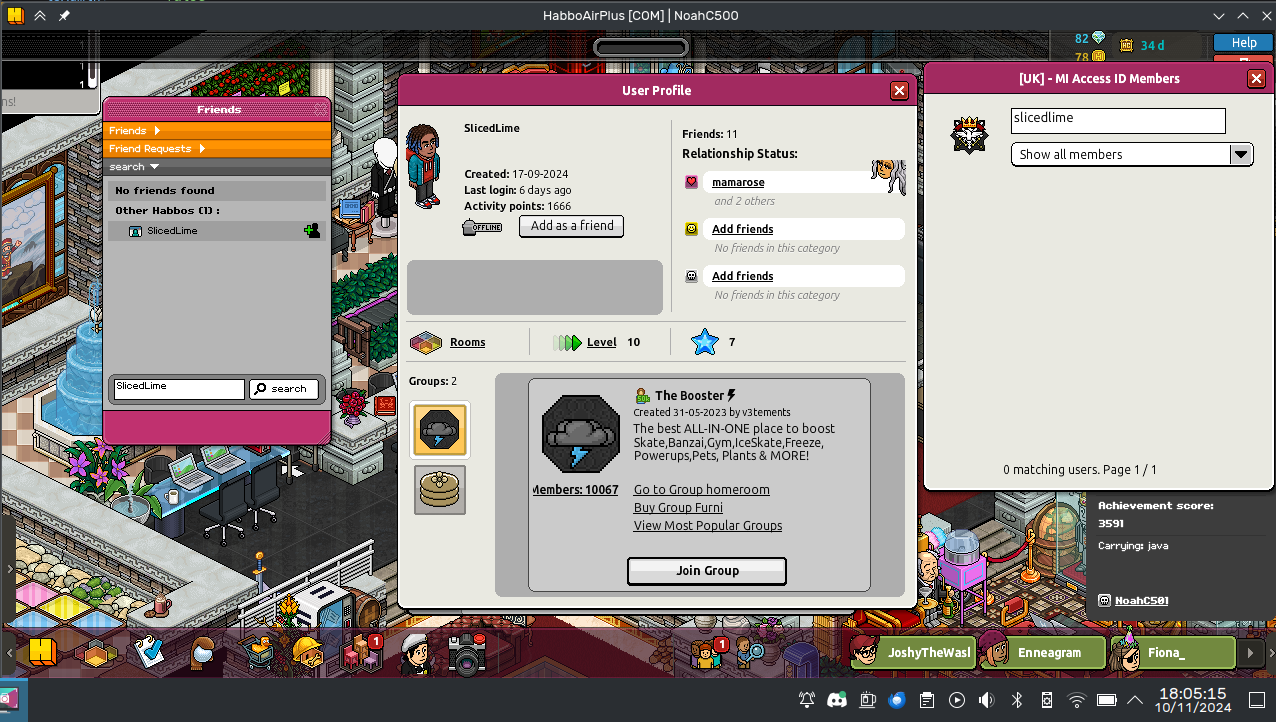 HabboAirPlus [COM] | NoahC500
82
78
HC
34 d
Help
1
1
1
ns!
Friends
Friends
Friend Requests
search
No friends found
Other Habbos (1) :
SlicedLime
SlicedLime
search
User Profile
SlicedLime
Created: 17-09-2024
Last login: 6 days ago
Activity points: 1666
OFFLINE
Add as a friend
Friends: 11
Relationship Status:
mamarose
and 2 others
Add friends
No friends in this category
Add friends
No friends in this category
Rooms
Level 10
7
Groups: 2
The Booster
Created 31-05-2023 by v3tements
The best ALL-IN-ONE place to boost
Skate,Banzai,Gym,IceSkate,Freeze,
Powerups,Pets, Plants & MORE!
Members: 10067
Go to Group homeroom
Buy Group Furni
View Most Popular Groups
Join Group
[UK] - MI Access ID Members
slicedlime
Show all members
0 matching users. Page 1 / 1
Achievement score:
3591
Carrying: java
NoahC501
1
1
JoshyTheWasl
Enneagram
Fiona_
18:05:15
10/11/2024